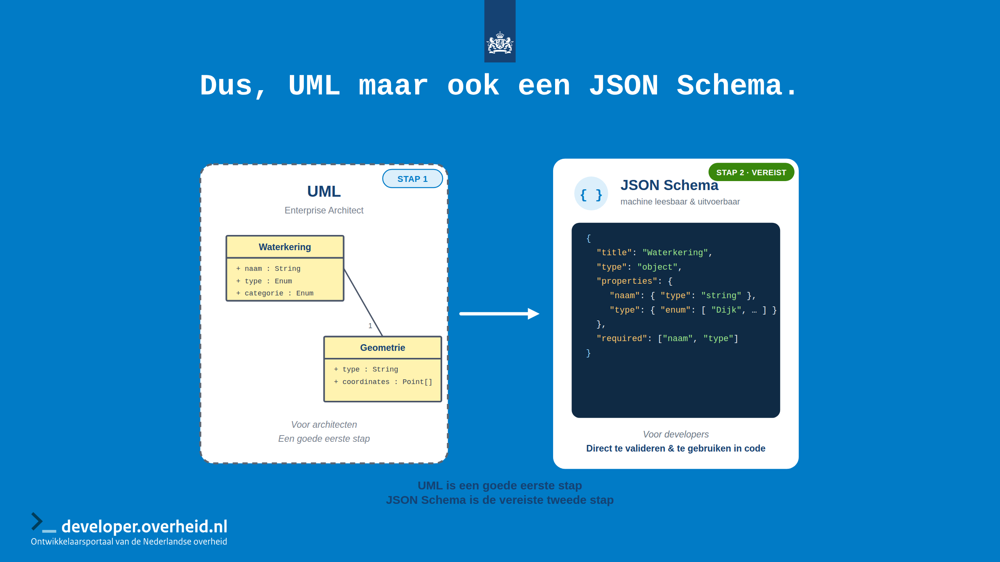 Dus, UML maar ook een JSON Schema.
STAP 1
UML
Enterprise Architect
Waterkering
+ naam : String
+ type : Enum
+ categorie : Enum
1
Geometrie
+ type : String
+ coordinates : Point[]
Voor architecten
Een goede eerste stap
STAP 2 · VEREIST
{ }
JSON Schema
machine leesbaar & uitvoerbaar
{
"title": "Waterkering",
"type": "object",
"properties": {
"naam": { "type": "string" },
"type": { "enum": [ "Dijk", … ] }
},
"required": ["naam", "type"]
}
Voor developers
Direct te valideren & te gebruiken in code
UML is een goede eerste stap
JSON Schema is de vereiste tweede stap
developer.overheid.nl
Ontwikkelaarsportaal van de Nederlandse overheid